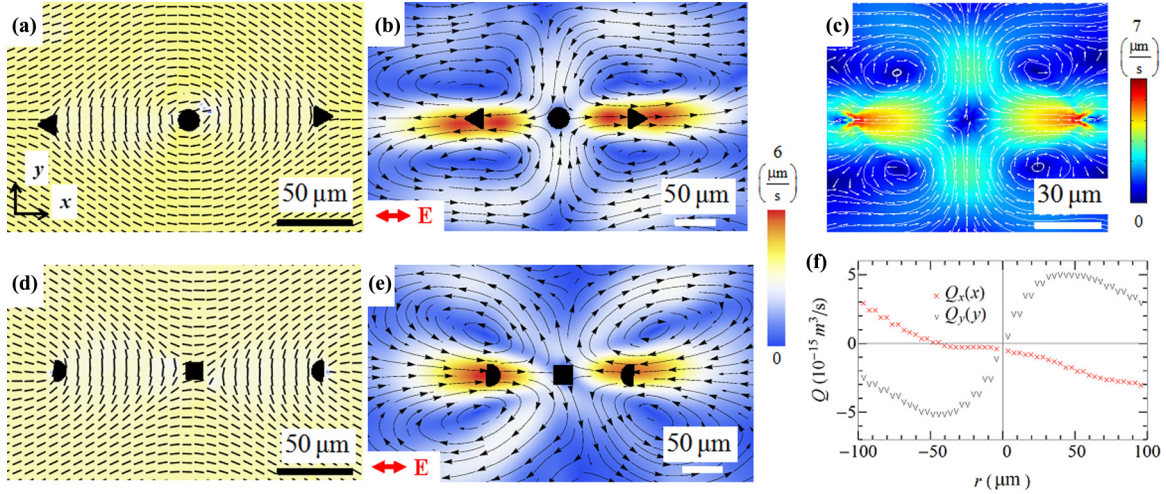 (a)
y
x
50 µm
(b)
E
50 µm
6
(µm/s)
0
(c)
30 µm
7
(µm/s)
0
(d)
50 µm
(e)
E
50 µm
(f)
Q (10⁻¹⁵ m³/s)
5
0
-5
× Qx(x)
v Qy(y)
-100 -50 0 50 100
r (µm)